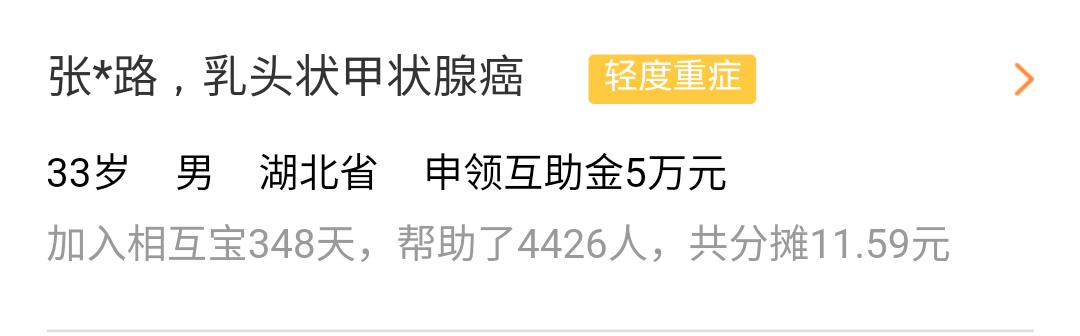 张*路，乳头状甲状腺癌 轻度重症
33岁 男 湖北省 申领互助金5万元
加入相互宝348天，帮助了4426人，共分摊11.59元